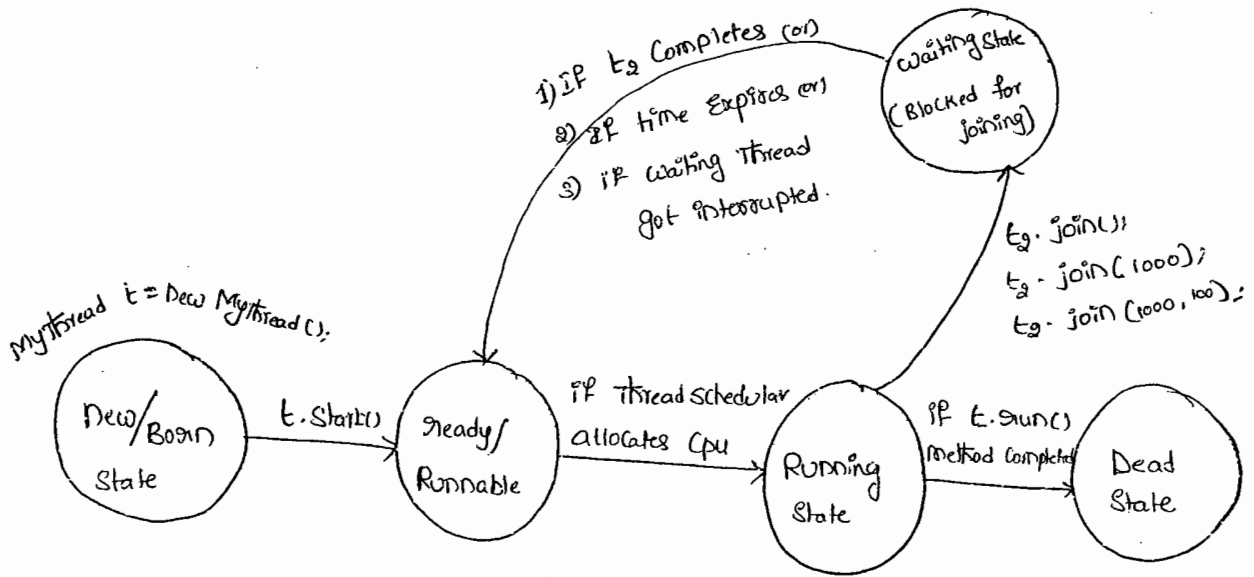 1) If t2 Completes (or)
2) If time Expires (or)
3) if waiting Thread
got interrupted.
waiting state
(Blocked for
joining)
t2. join();
t2. join(1000);
t2. join(1000,100);
MyThread t = new MyThread();
New/Born
State
t.start()
ready/
Runnable
if Thread schedular
allocates CPU
Running
State
if t.run()
method completed
Dead
State